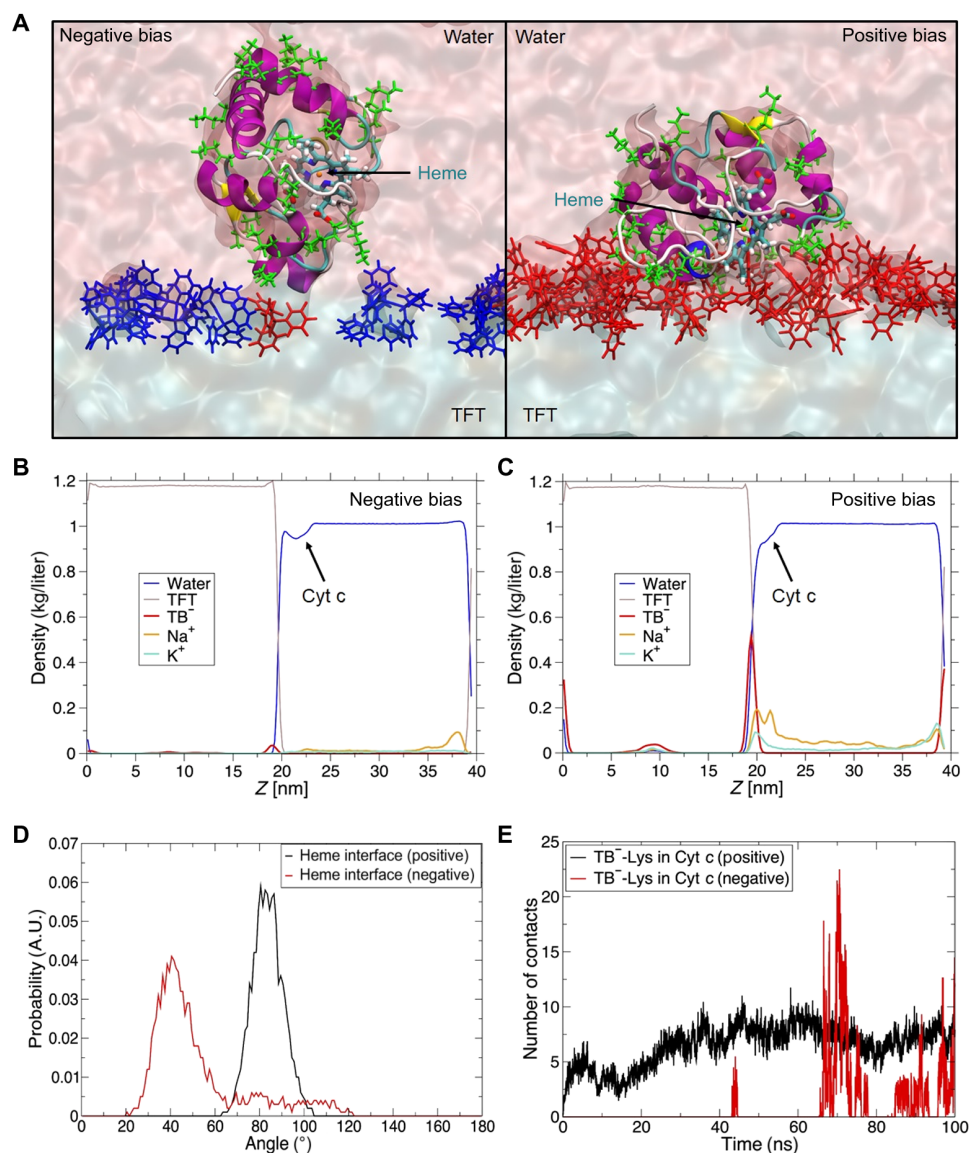 A
Negative bias
Water
Heme
TFT
Water
Positive bias
Heme
TFT
B
Negative bias
Cyt c
Water
TFT
TB⁻
Na⁺
K⁺
Density (kg/liter)
1.2
1
0.8
0.6
0.4
0.2
0
0 5 10 15 20 25 30 35 40
Z [nm]
C
Positive bias
Cyt c
Water
TFT
TB⁻
Na⁺
K⁺
Density (kg/liter)
1.2
1
0.8
0.6
0.4
0.2
0
0 5 10 15 20 25 30 35 40
Z [nm]
D
Heme interface (positive)
Heme interface (negative)
Probability (A.U.)
0.07
0.06
0.05
0.04
0.03
0.02
0.01
0
0 20 40 60 80 100 120 140 160 180
Angle (°)
E
TB⁻-Lys in Cyt c (positive)
TB⁻-Lys in Cyt c (negative)
Number of contacts
25
20
15
10
5
0
0 20 40 60 80 100
Time (ns)